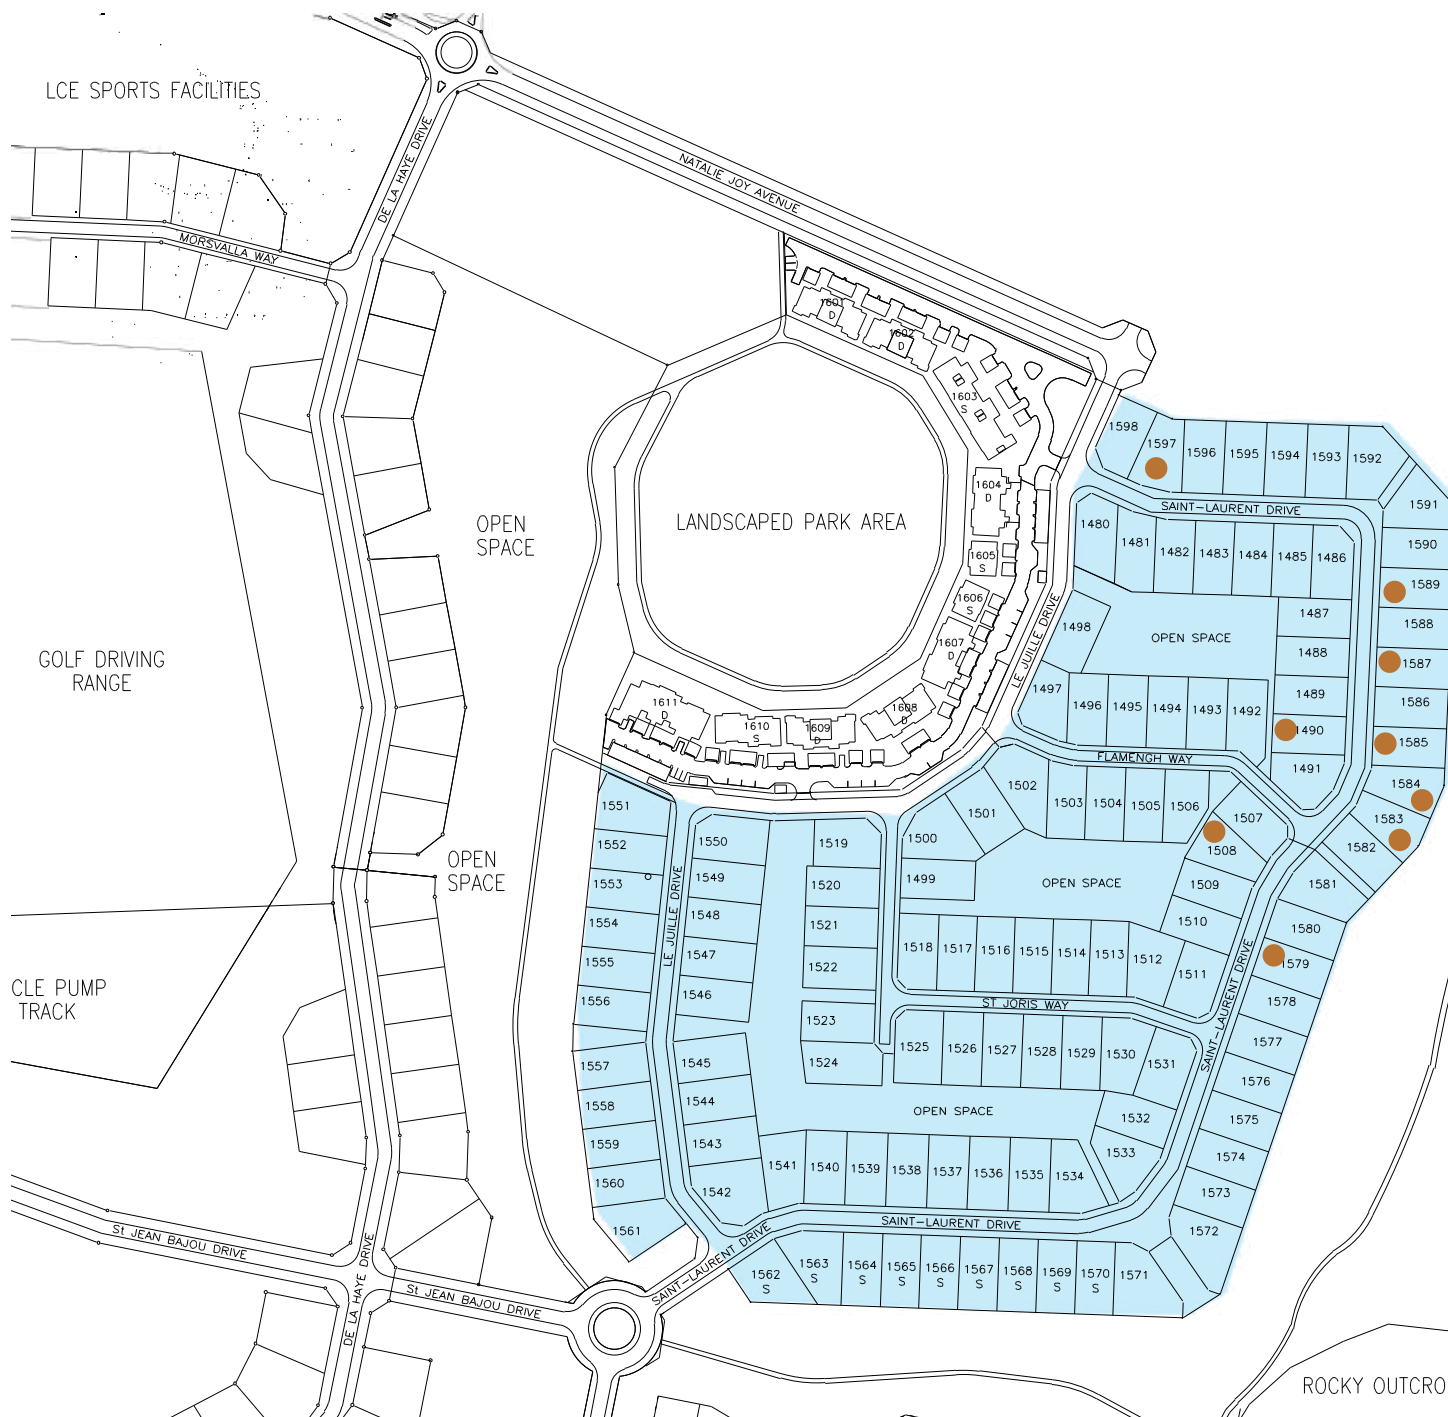 LCE SPORTS FACILITIES
DE LA HAYE DRIVE
NATALIE JOY AVENUE
MORSVALLA WAY
1601
D
1602
D
1603
S
1604
D
1605
S
1606
S
1607
D
1608
D
1609
D
1610
S
1611
D
LANDSCAPED PARK AREA
OPEN
SPACE
GOLF DRIVING
RANGE
OPEN
SPACE
CLE PUMP
TRACK
LE JUILLE DRIVE
1598
1597
1596
1595
1594
1593
1592
1591
1590
1589
1588
1587
1586
1585
1584
1583
1582
1581
1580
1579
1578
1577
1576
1575
1574
1573
1572
SAINT-LAURENT DRIVE
1480
1481
1482
1483
1484
1485
1486
1487
1488
1489
1490
1491
OPEN SPACE
1498
1497
1496
1495
1494
1493
1492
FLAMENGH WAY
1502
1501
1500
1499
1503
1504
1505
1506
1507
1508
1509
1510
1511
OPEN SPACE
1518
1517
1516
1515
1514
1513
1512
ST JORIS WAY
SAINT-LAURENT DRIVE
1519
1520
1521
1522
1523
1524
1525
1526
1527
1528
1529
1530
1531
1532
1533
OPEN SPACE
1551
1552
1553
1554
1555
1556
1557
1558
1559
1560
1561
LE JUILLE DRIVE
1550
1549
1548
1547
1546
1545
1544
1543
1542
1541
1540
1539
1538
1537
1536
1535
1534
SAINT-LAURENT DRIVE
SAINT-LAURENT DRIVE
1562
S
1563
S
1564
S
1565
S
1566
S
1567
S
1568
S
1569
S
1570
S
1571
St JEAN BAJOU DRIVE
DE LA HAYE DRIVE
St JEAN BAJOU DRIVE
ROCKY OUTCRO